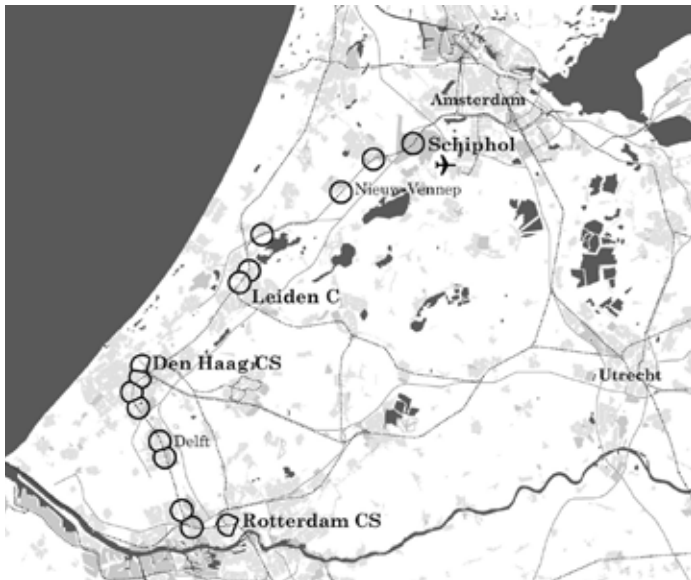 Amsterdam
Schiphol
Nieuw-Vennep
Leiden C
Den Haag CS
Utrecht
Delft
Rotterdam CS